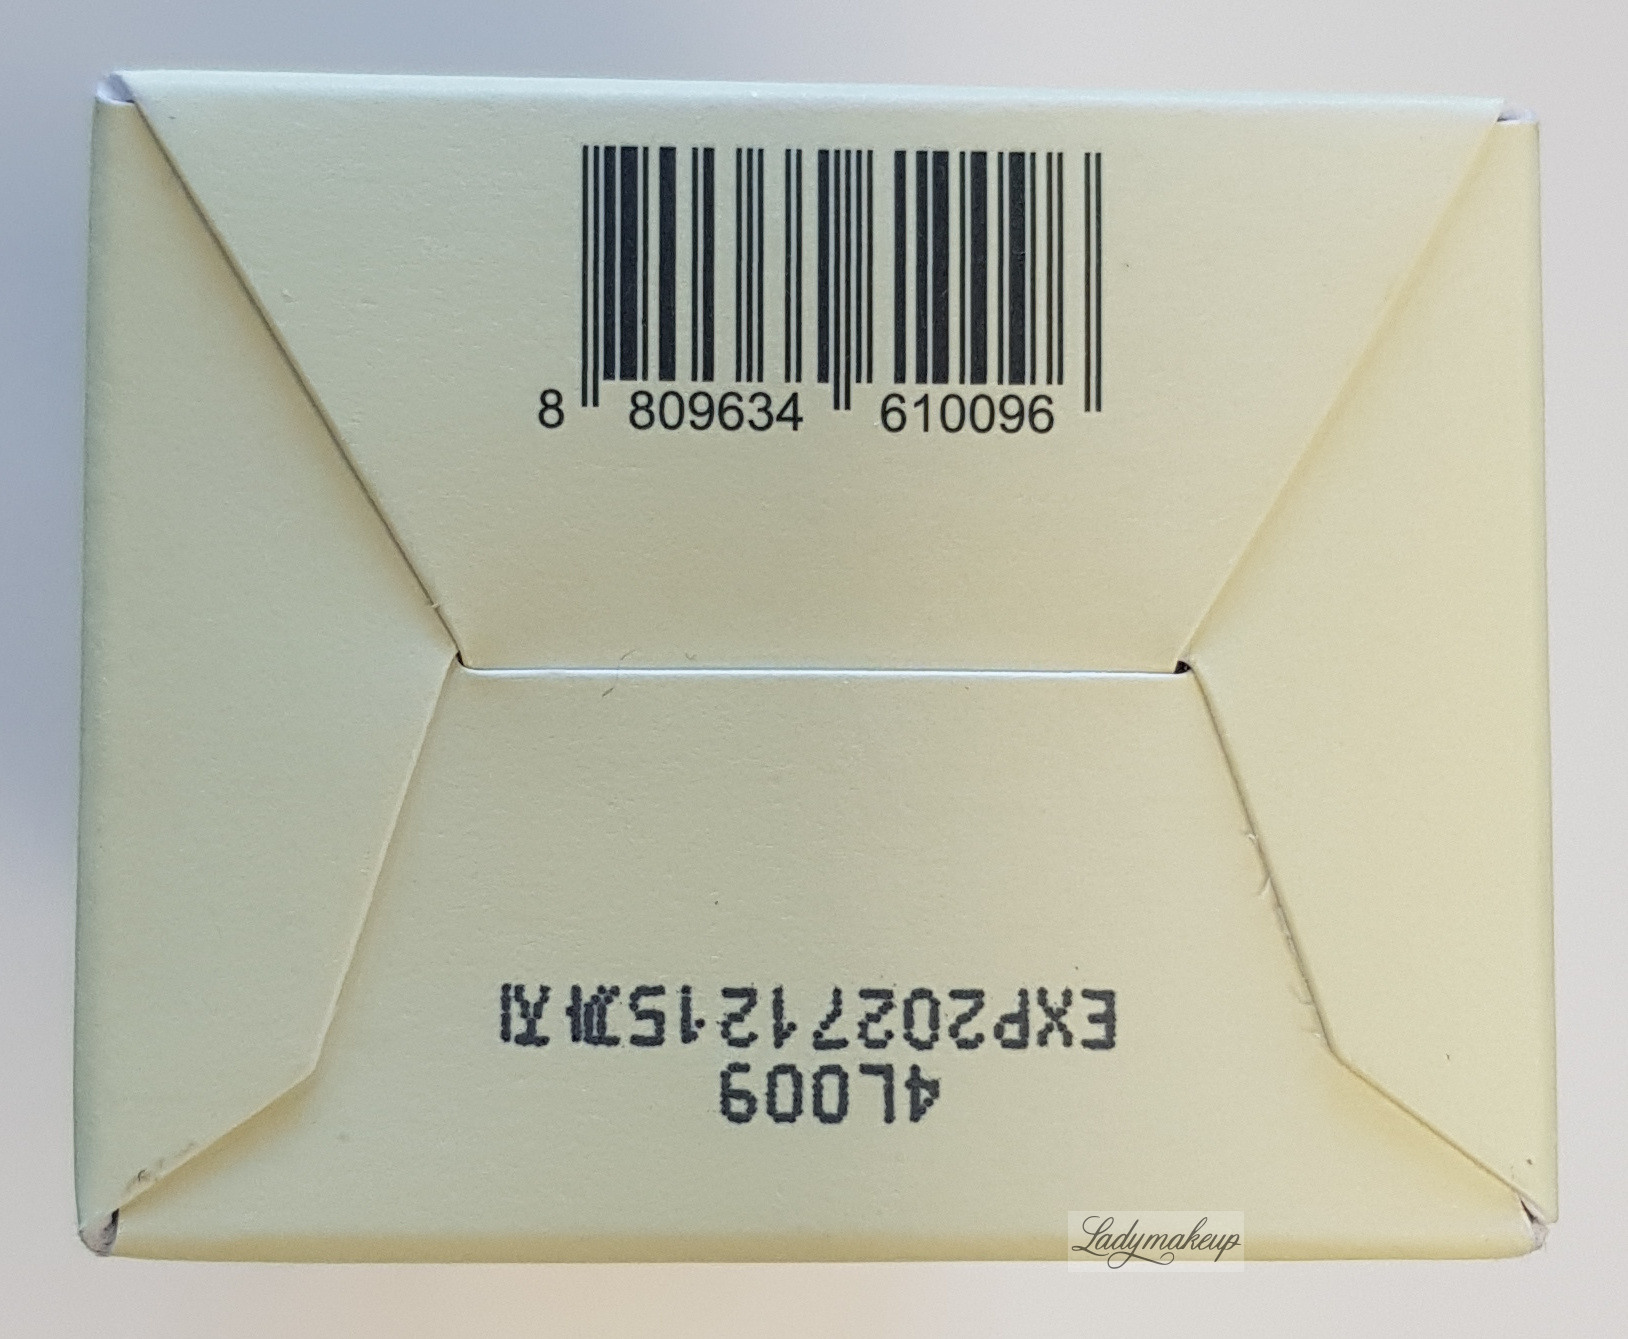 8 809634 610096
EXP20271215까지
4L009
Ladymakeup